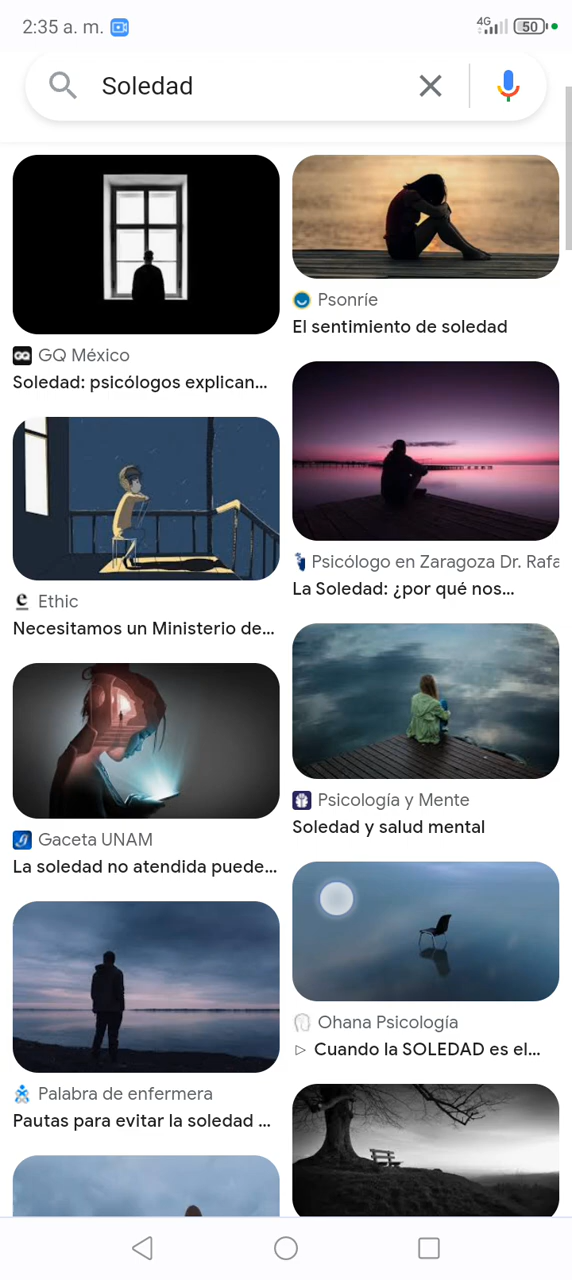 2:35 a. m.
4G
50
Soledad
GQ México
Soledad: psicólogos explican...
Psonríe
El sentimiento de soledad
Psicólogo en Zaragoza Dr. Rafa
La Soledad: ¿por qué nos...
Ethic
Necesitamos un Ministerio de...
Psicología y Mente
Soledad y salud mental
Gaceta UNAM
La soledad no atendida puede...
Ohana Psicología
Cuando la SOLEDAD es el...
Palabra de enfermera
Pautas para evitar la soledad ...